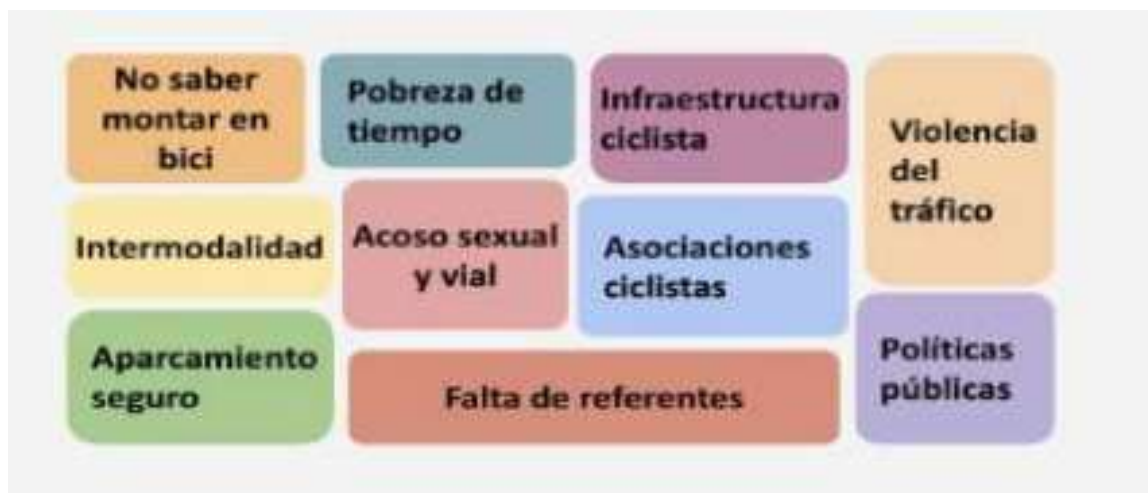 No saber
montar en
bici
Pobreza de
tiempo
Infraestructura
ciclista
Violencia
del
tráfico
Intermodalidad
Acoso sexual
y vial
Asociaciones
ciclistas
Aparcamiento
seguro
Falta de referentes
Políticas
públicas